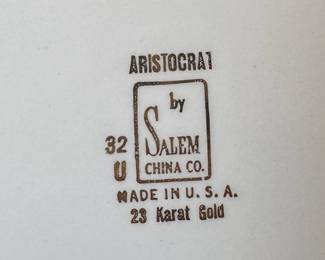 ARISTOCRAT
by
SALEM
CHINA CO.
32
U
MADE IN U. S. A.
23 Karat Gold